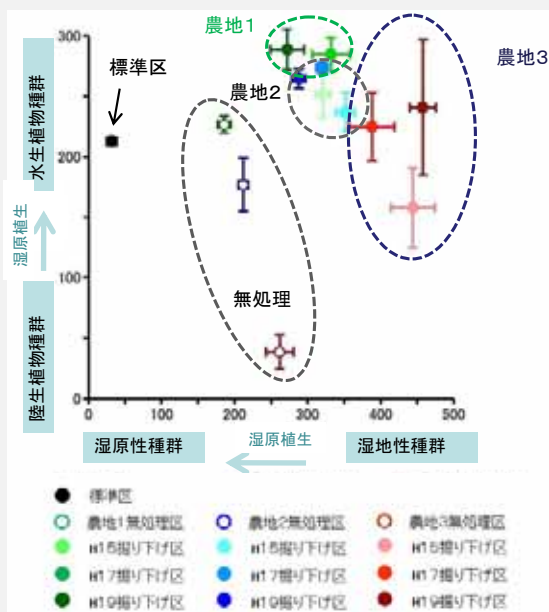 農地1
農地3
標準区
農地2
無処理
300
200
100
0
水生植物種群
湿原植生
陸生植物種群
0 100 200 300 400 500
湿原性種群 湿原植生 湿地性種群
標準区
農地1無処理区 農地2無処理区 農地3無処理区
H15掘り下げ区 H15掘り下げ区 H15掘り下げ区
H17掘り下げ区 H17掘り下げ区 H17掘り下げ区
H19掘り下げ区 H19掘り下げ区 H19掘り下げ区